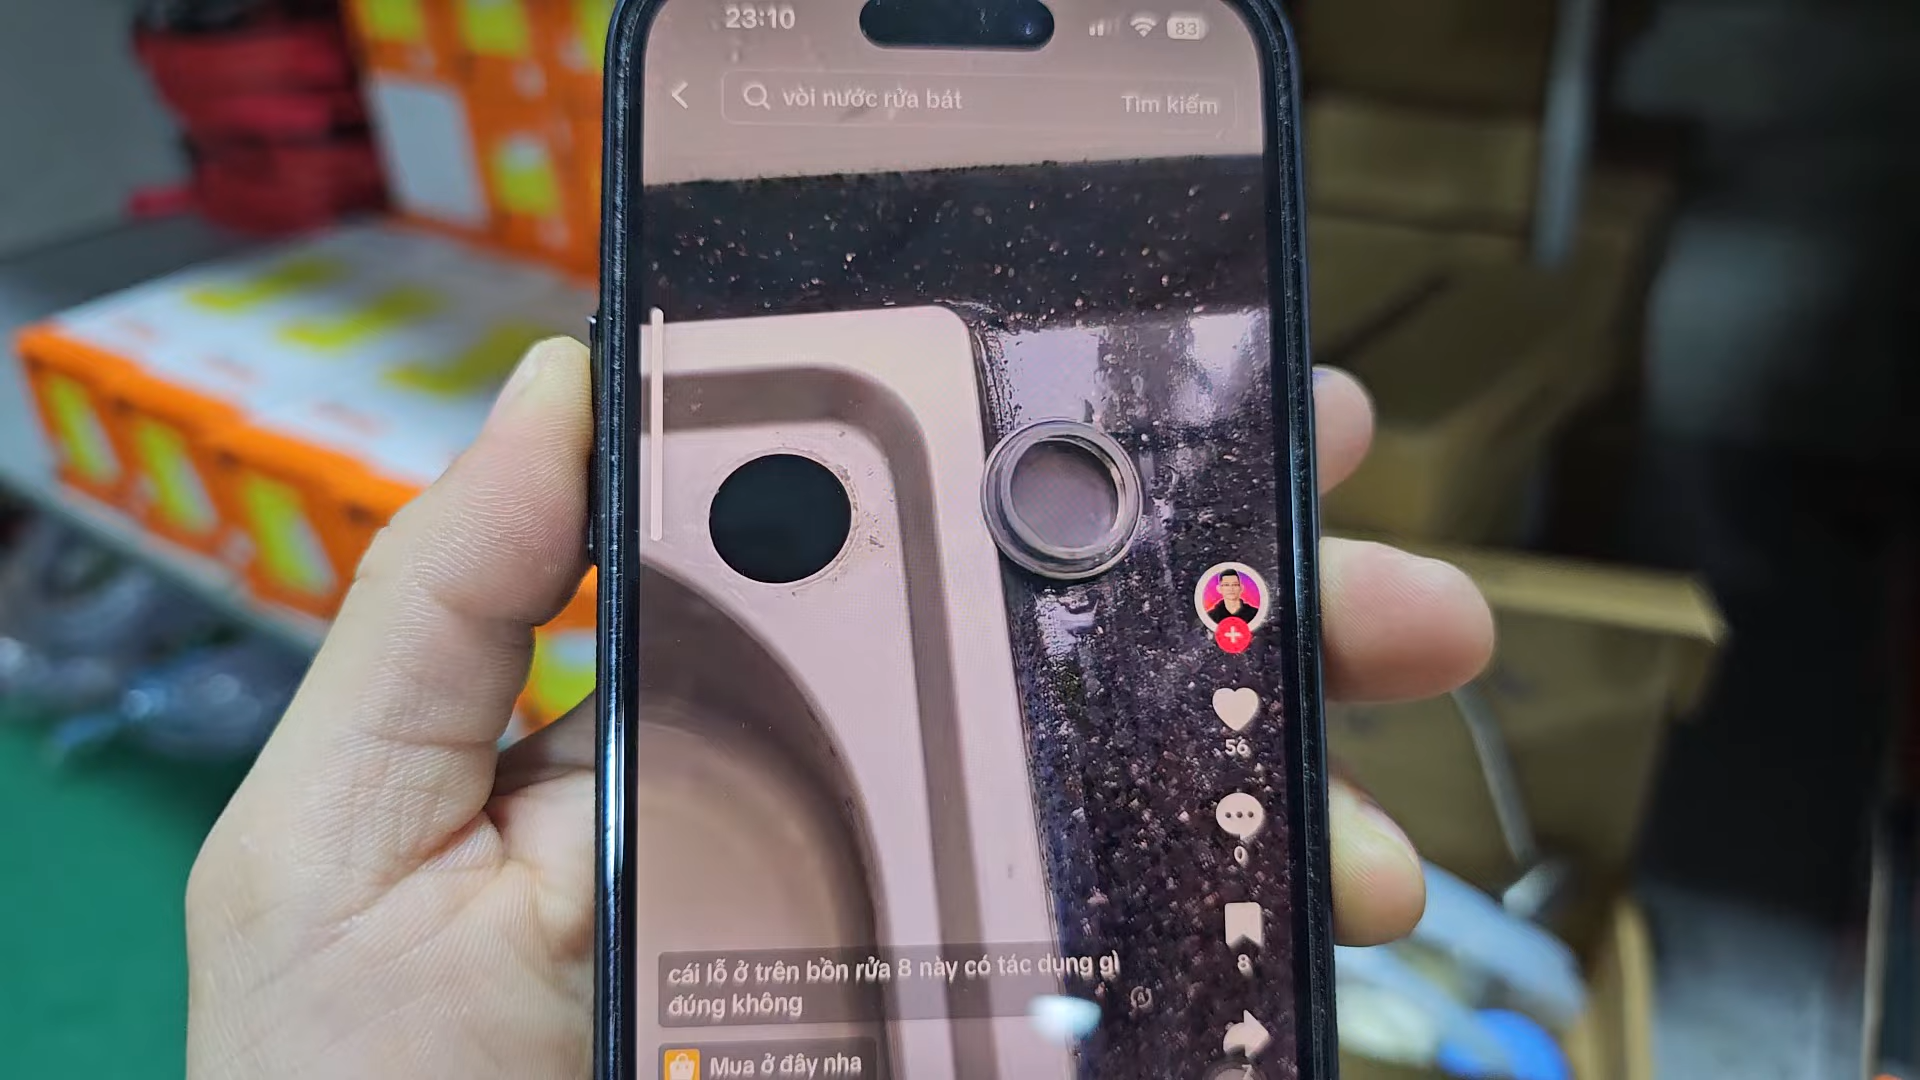 23:10
83
vòi nước rửa bát
Tìm kiếm
56
0
8
cái lỗ ở trên bồn rửa 8 này có tác dụng gì
đúng không
Mua ở đây nha